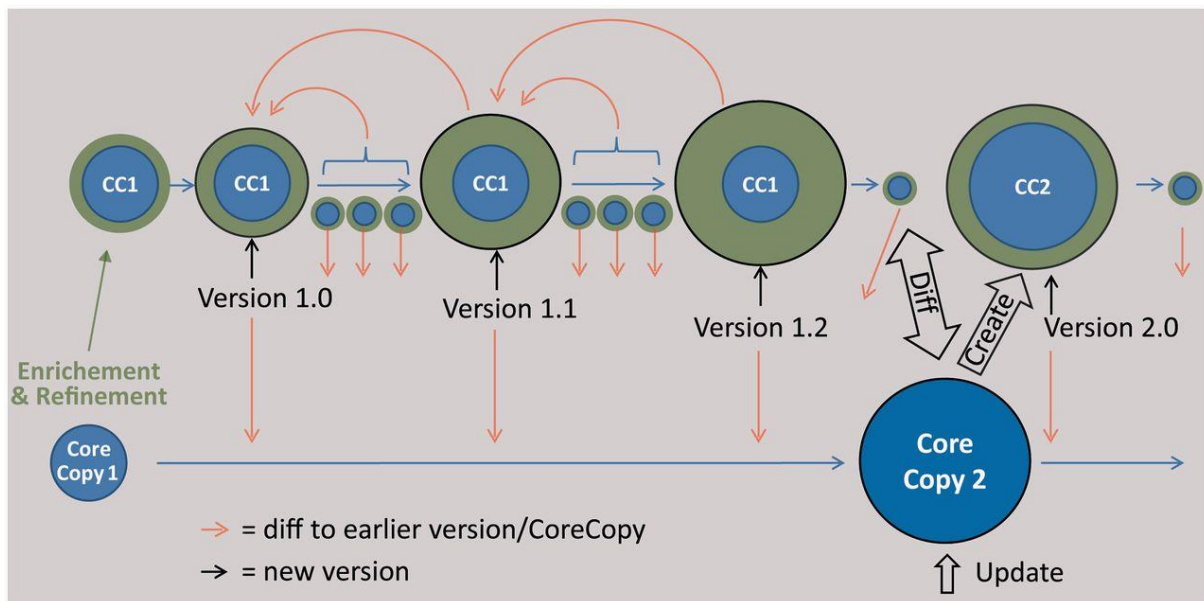 CC1
CC1
CC1
CC1
CC2
Version 1.0
Version 1.1
Version 1.2
Diff
Create
Version 2.0
Enrichement
& Refinement
Core
Copy 1
Core
Copy 2
= diff to earlier version/CoreCopy
= new version
Update